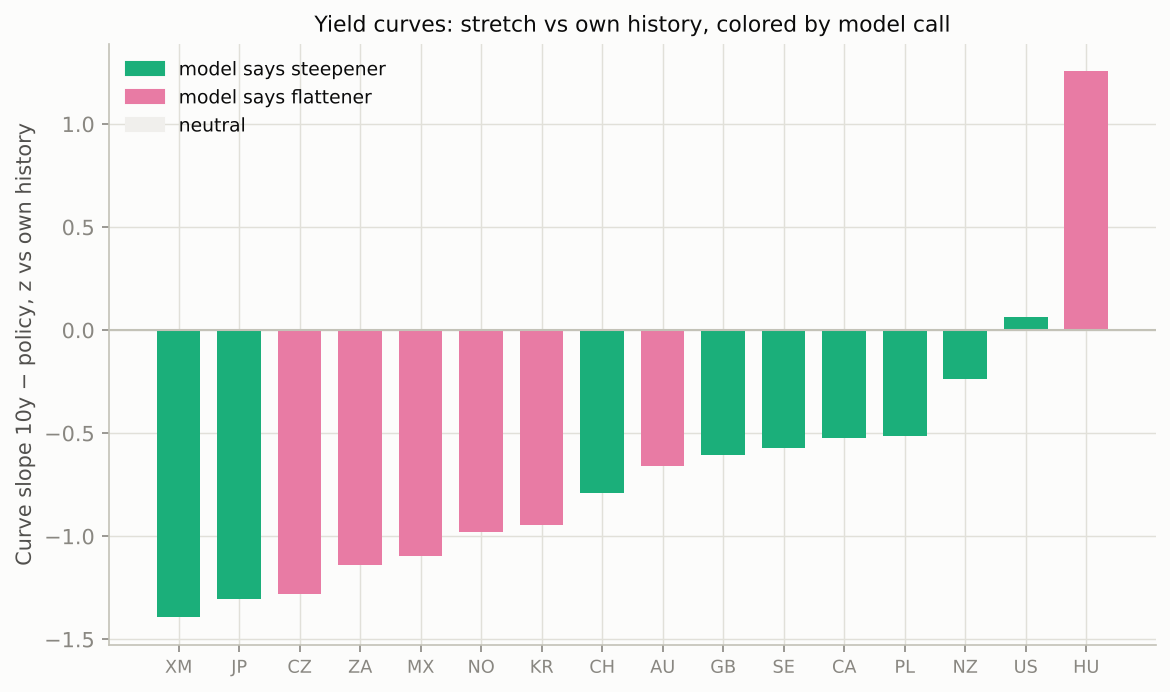 Yield curves: stretch vs own history, colored by model call
model says steepener
model says flattener
neutral
Curve slope 10y − policy, z vs own history
1.0
0.5
0.0
−0.5
−1.0
−1.5
XM JP CZ ZA MX NO KR CH AU GB SE CA PL NZ US HU